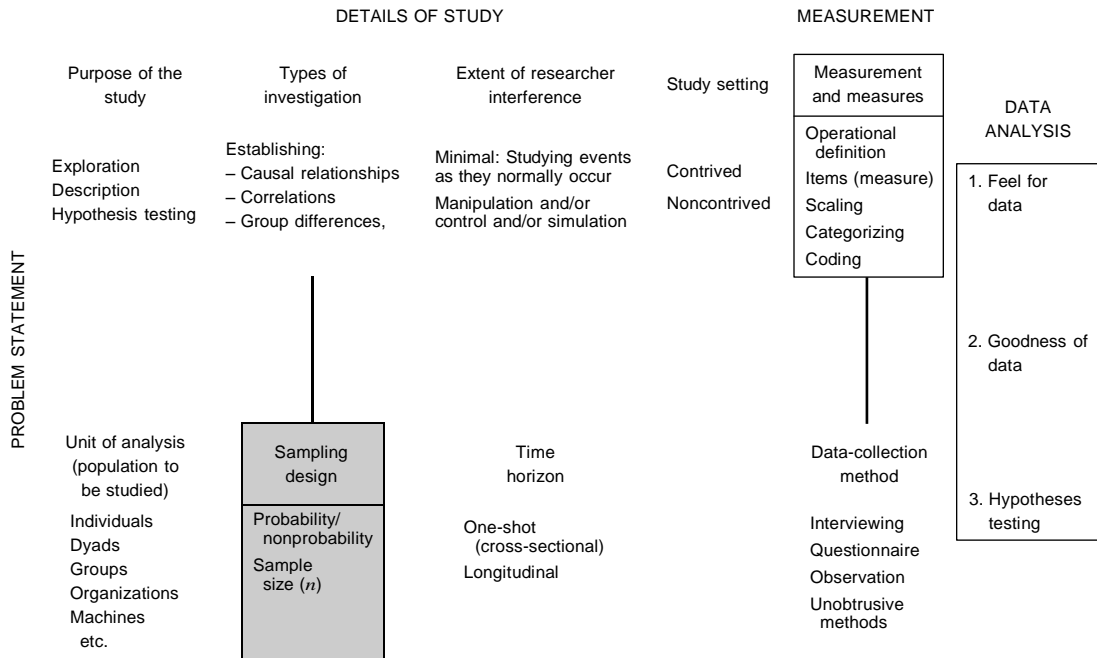 DETAILS OF STUDY
MEASUREMENT
Purpose of the
study
Exploration
Description
Hypothesis testing
Types of
investigation
Establishing:
– Causal relationships
– Correlations
– Group differences,
Extent of researcher
interference
Minimal: Studying events
as they normally occur
Manipulation and/or
control and/or simulation
Study setting
Contrived
Noncontrived
Measurement
and measures
Operational
definition
Items (measure)
Scaling
Categorizing
Coding
DATA
ANALYSIS
1. Feel for
data
2. Goodness of
data
3. Hypotheses
testing
PROBLEM STATEMENT
Unit of analysis
(population to
be studied)
Individuals
Dyads
Groups
Organizations
Machines
etc.
Sampling
design
Probability/
nonprobability
Sample
size (n)
Time
horizon
One-shot
(cross-sectional)
Longitudinal
Data-collection
method
Interviewing
Questionnaire
Observation
Unobtrusive
methods